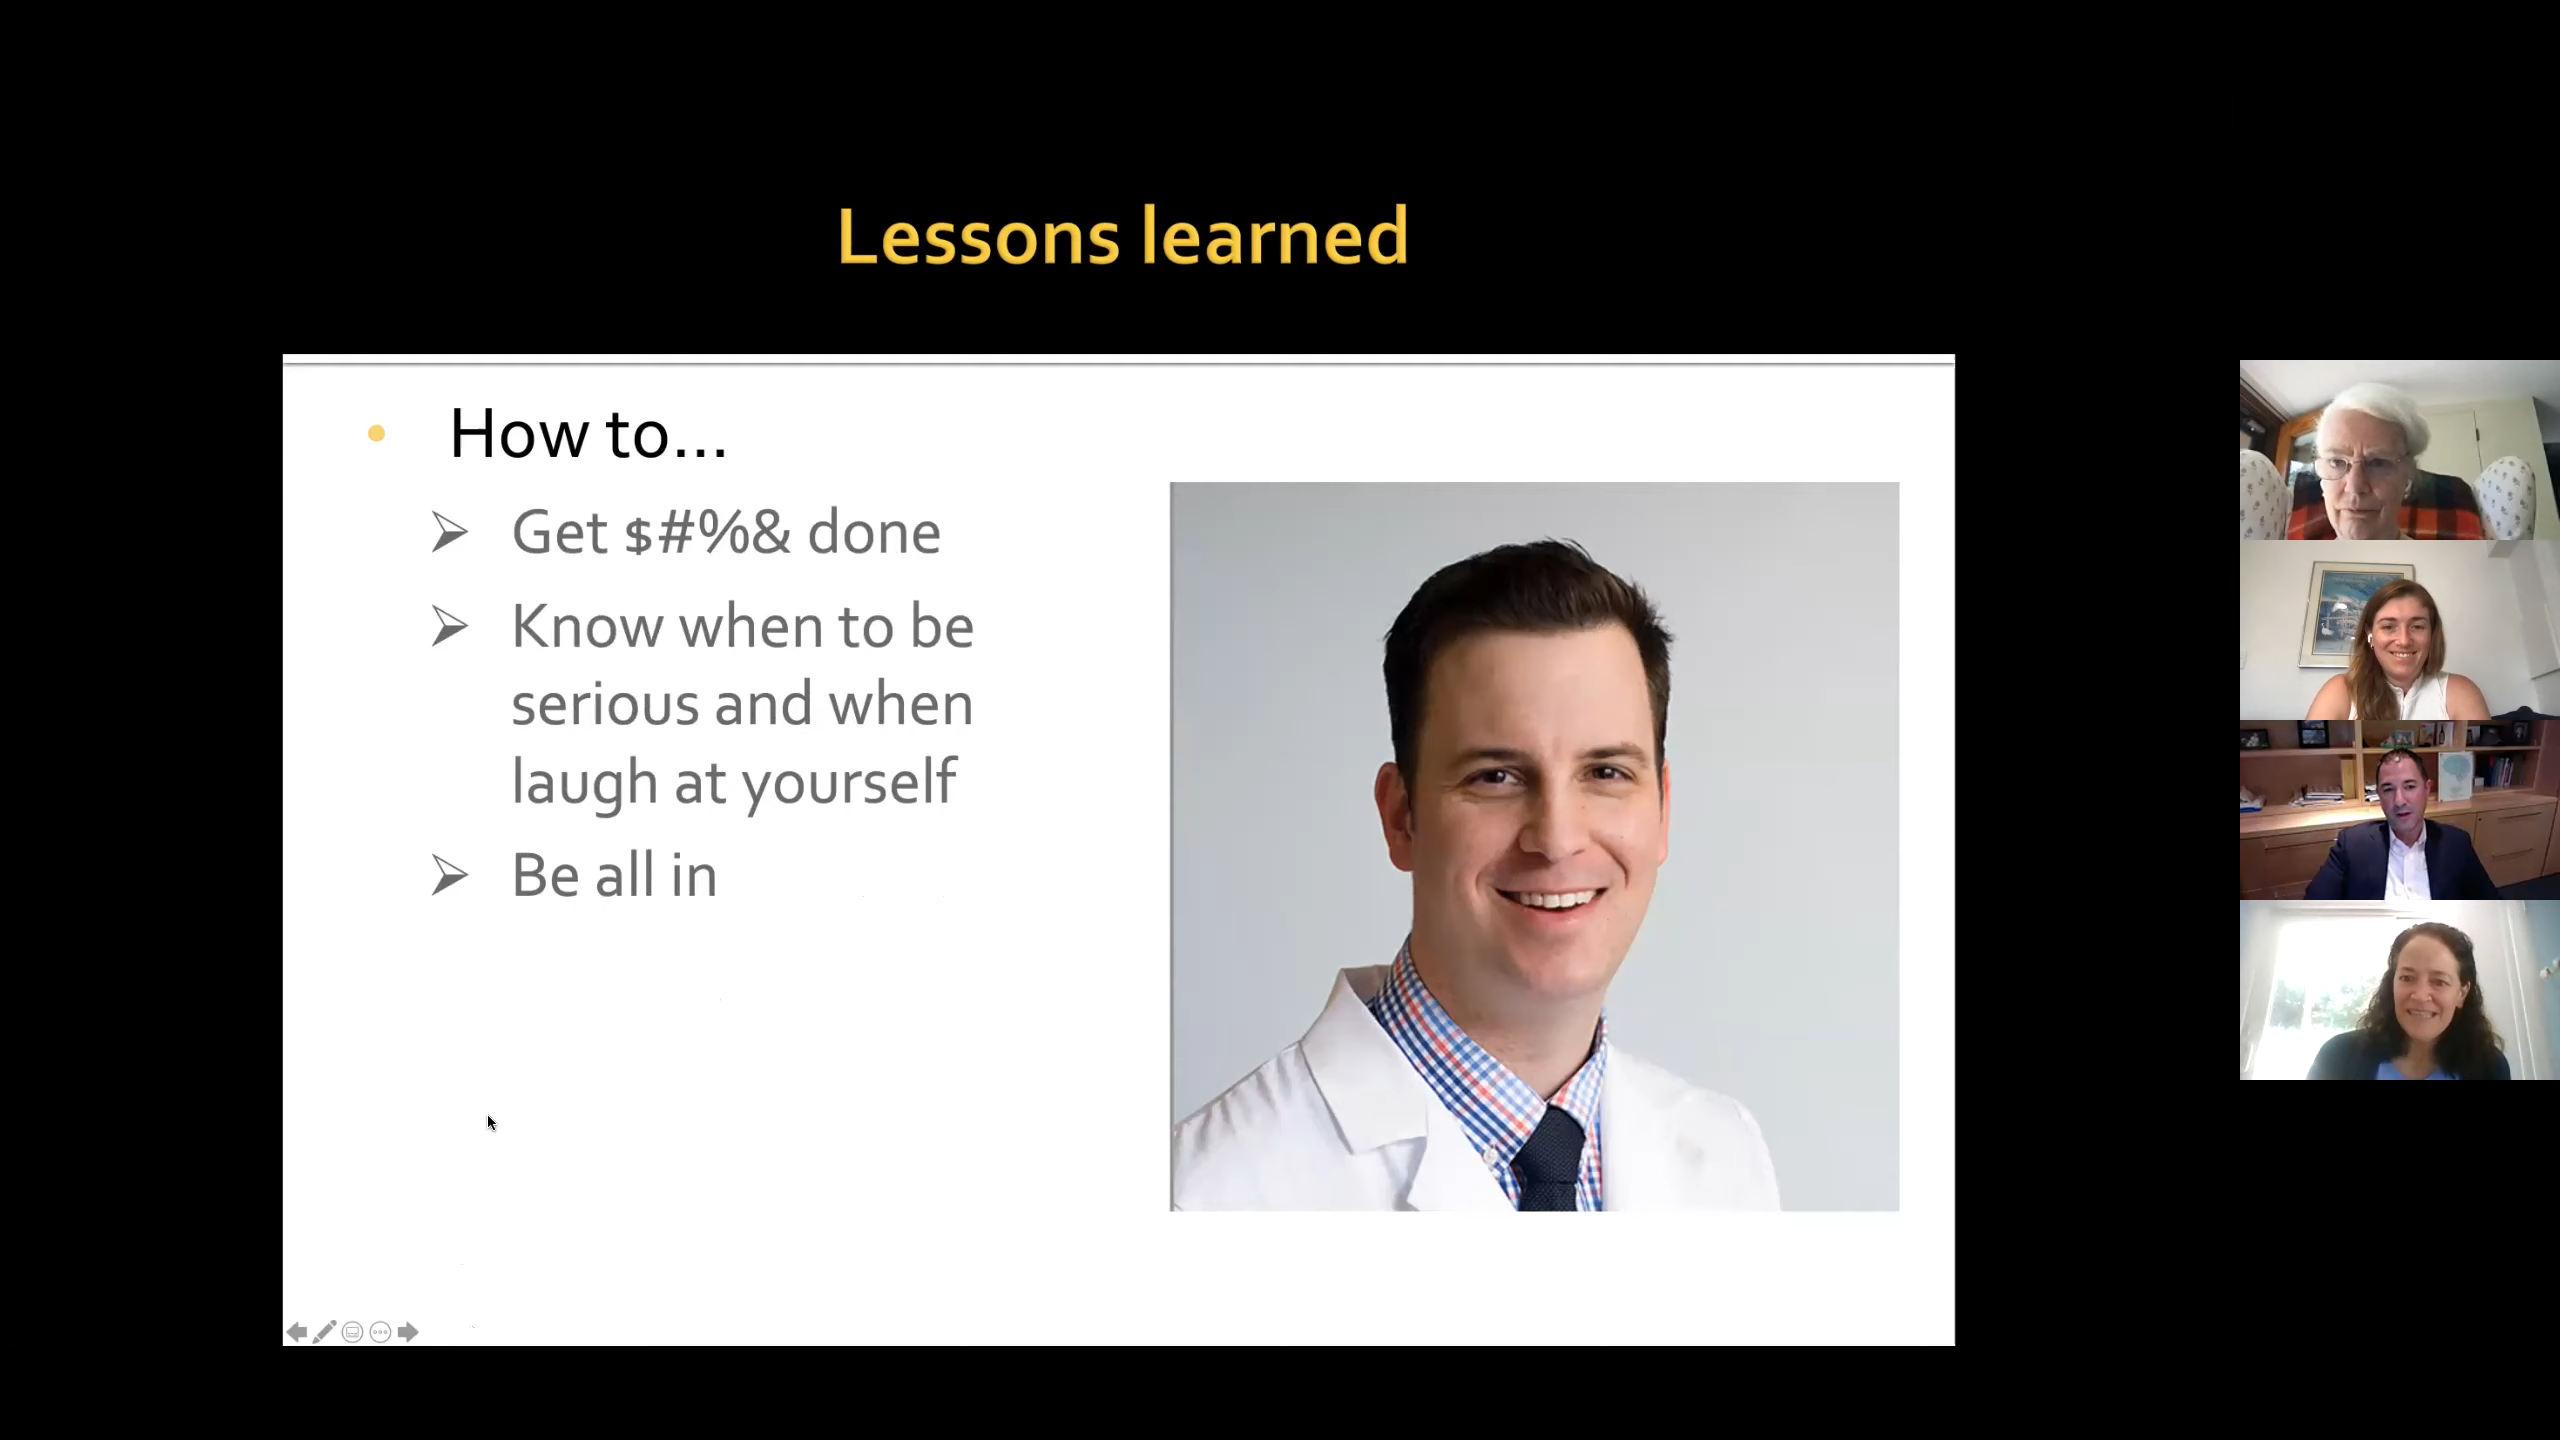 Lessons learned
How to...
Get $#%& done
Know when to be
serious and when
laugh at yourself
Be all in